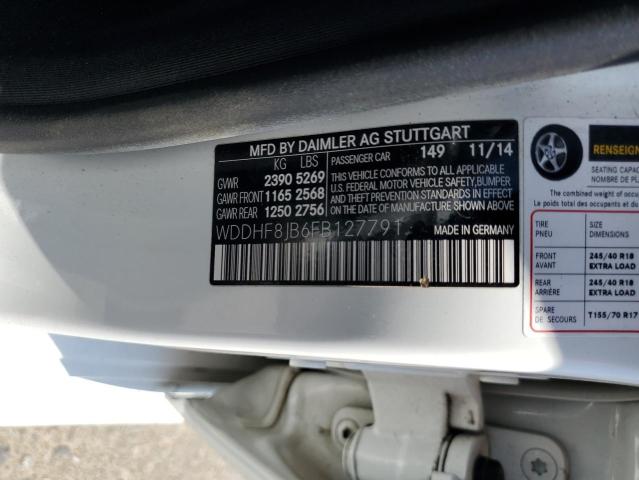 MFD BY DAIMLER AG STUTTGART
KG LBS PASSENGER CAR 149 11/14
GVWR 2390 5269
GAWR FRONT 1165 2568
GAWR REAR 1250 2756
THIS VEHICLE CONFORMS TO ALL APPLICABLE
U.S. FEDERAL MOTOR VEHICLE SAFETY, BUMPER
AND THEFT PREVENTION STANDARDS IN EFFECT
ON THE DATE OF MANUFACTURE SHOWN ABOVE.
WDDHF8JB6FB127791
MADE IN GERMANY
RENSEIGN
SEATING CAPAC
NOMBRE DE PL
The combined weight of
Le poids total des occupants
TIRE
PNEU
SIZE
DIMENSIONS
FRONT
AVANT
245/40 R18
EXTRA LOAD
REAR
ARRIÈRE
245/40 R18
EXTRA LOAD
SPARE
DE SECOURS
T155/70 R17